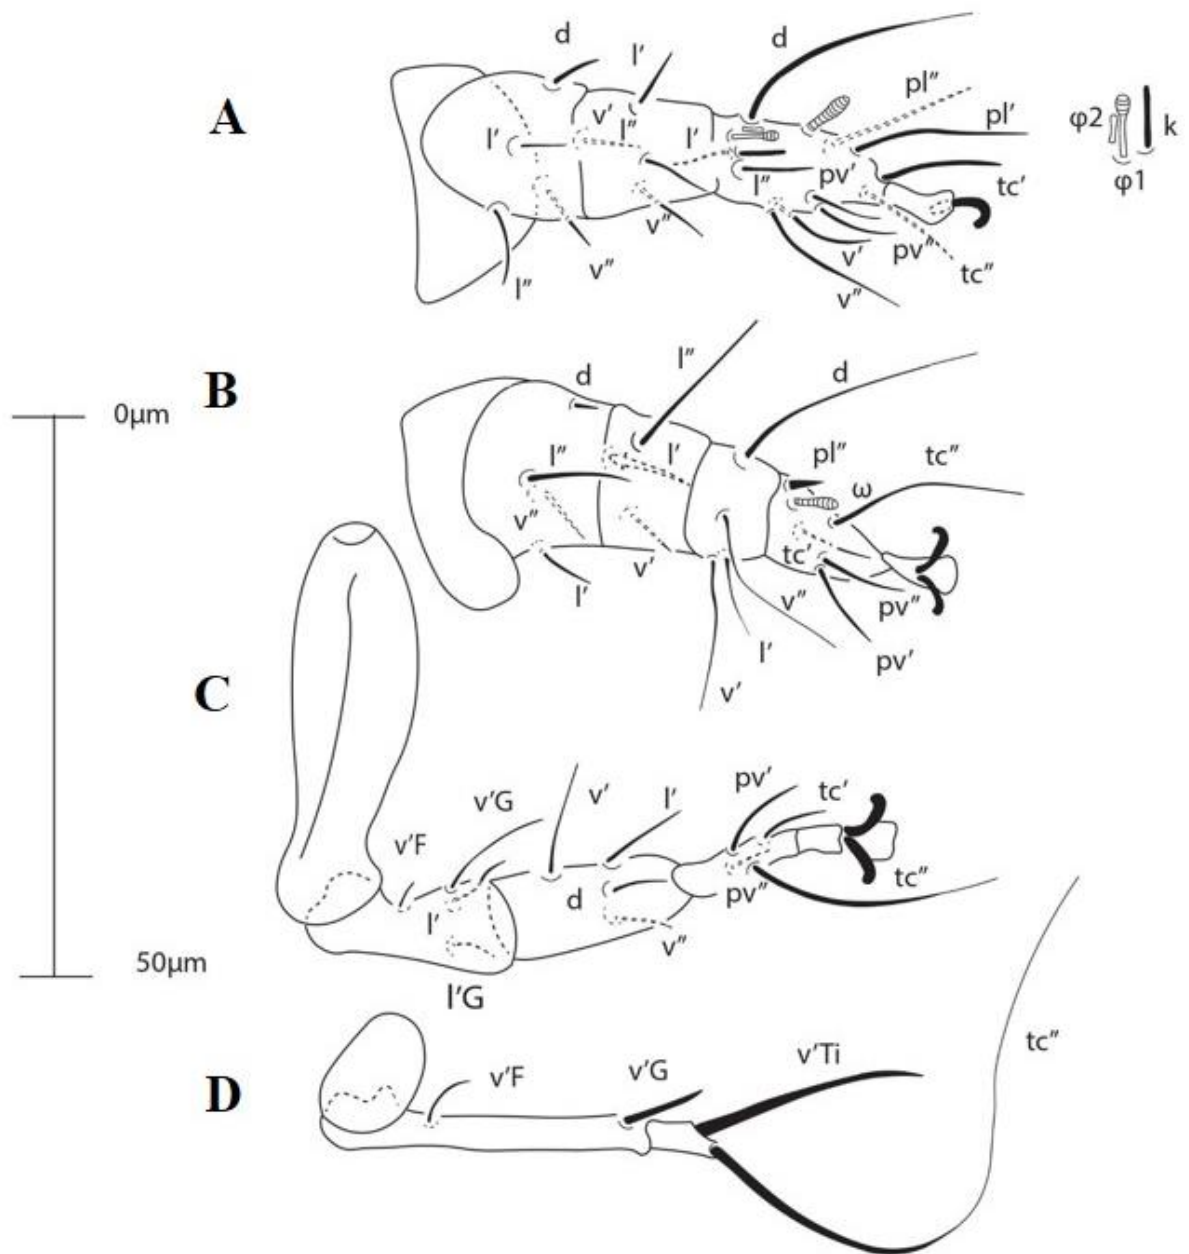 A
d
l'
d
pl"
pl'
φ2
k
φ1
v'
l"
l'
l'
l"
pv'
tc'
v"
v"
l"
v'
pv"
tc"
v"
B
0μm
d
l"
d
pl"
tc"
ω
l"
l'
v"
v'
l'
tc'
v"
pv"
l'
pv'
v'
C
v'F
v'G
v'
l'
pv'
tc'
l'
d
pv"
tc"
v"
l'G
50μm
D
v'F
v'G
v'Ti
tc"